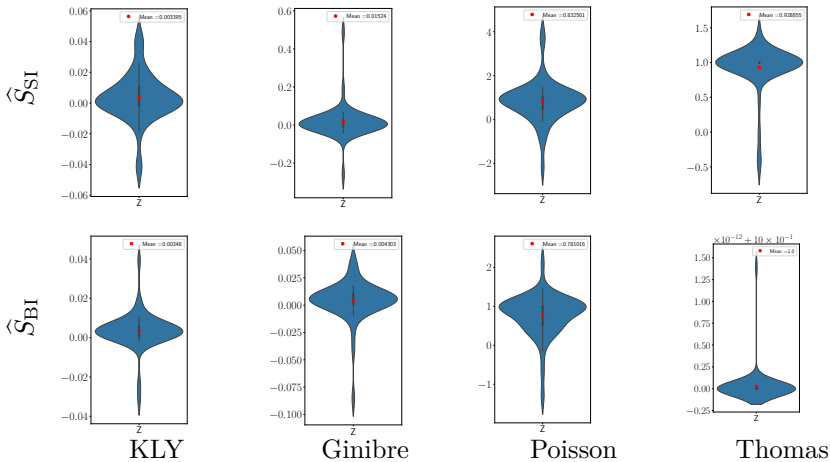 Mean =0.003395
Mean =0.01524
Mean =0.832501
Mean =0.928855
0.06
0.04
0.02
0.00
−0.02
−0.04
−0.06
0.6
0.4
0.2
0.0
−0.2
4
2
0
−2
1.5
1.0
0.5
0.0
−0.5
Ŝ_SI
Z
Z
Z
Z
Mean =0.00348
Mean =0.004303
Mean =0.781016
×10−12 + 10 × 10−1
Mean =1.0
0.04
0.02
0.00
−0.02
−0.04
0.050
0.025
0.000
−0.025
−0.050
−0.075
−0.100
2
1
0
−1
1.50
1.25
1.00
0.75
0.50
0.25
0.00
−0.25
Ŝ_BI
Z
Z
Z
Z
KLY Ginibre Poisson Thomas